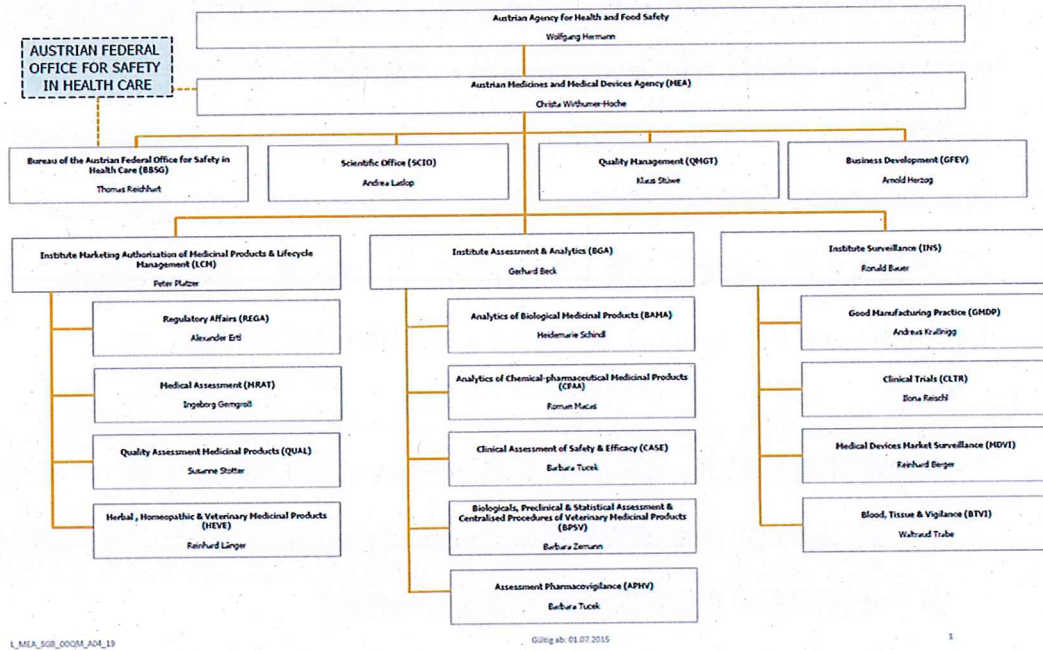 Austrian Agency for Health and Food Safety
Wolfgang Hermann
AUSTRIAN FEDERAL
OFFICE FOR SAFETY
IN HEALTH CARE
Austrian Medicines and Medical Devices Agency (MEA)
Christa Wirthumer-Hoche
Bureau of the Austrian Federal Office for Safety in
Health Care (BBSG)
Thomas Reichhart
Scientific Office (SCIO)
Andrea Laslop
Quality Management (QMGT)
Klaus Stüwe
Business Development (GFEV)
Arnold Herzog
Institute Marketing Authorisation of Medicinal Products & Lifecycle
Management (LCM)
Peter Platzer
Regulatory Affairs (REGA)
Alexander Ertl
Medical Assessment (MRAT)
Ingeborg Gerngroß
Quality Assessment Medicinal Products (QUAL)
Susanne Stotter
Herbal , Homeopathic & Veterinary Medicinal Products
(HEVE)
Reinhard Länger
Institute Assessment & Analytics (BGA)
Gerhard Beck
Analytics of Biological Medicinal Products (BAMA)
Heidemarie Schindl
Analytics of Chemical-pharmaceutical Medicinal Products
(CPAA)
Roman Macas
Clinical Assessment of Safety & Efficacy (CASE)
Barbara Tucek
Biologicals, Preclinical & Statistical Assessment &
Centralised Procedures of Veterinary Medicinal Products
(BPSV)
Barbara Zemann
Assessment Pharmacovigilance (APHV)
Barbara Tucek
Institute Surveillance (INS)
Ronald Bauer
Good Manufacturing Practice (GMDP)
Andreas Kraßnigg
Clinical Trials (CLTR)
Ilona Reischl
Medical Devices Market Surveillance (MDVI)
Reinhard Berger
Blood, Tissue & Vigilance (BTVI)
Waltraud Trabe
L_MEA_SGB_00QM_A04_19
Gültig ab: 01.07.2015
1